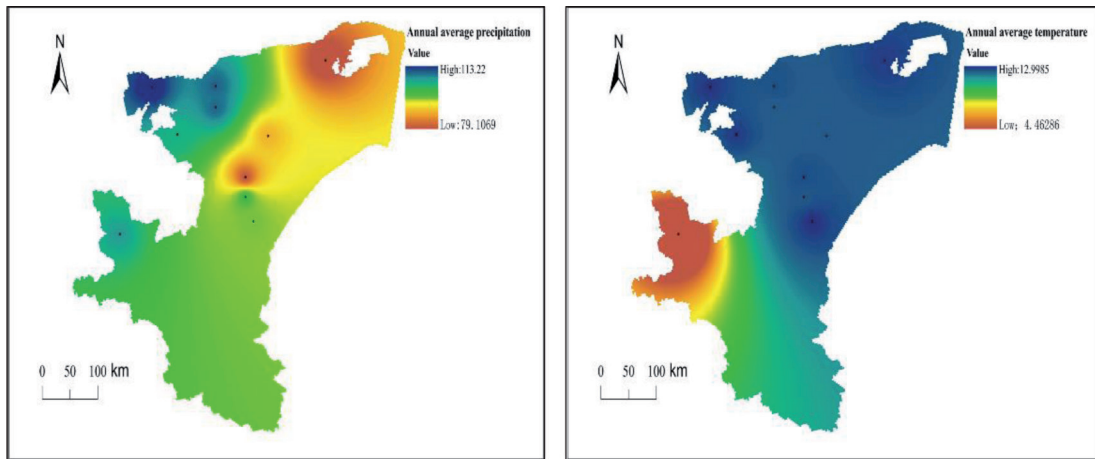 N
Annual average precipitation
Value
High:113.22
Low:79.1069
0 50 100 km
N
Annual average temperature
Value
High:12.9985
Low; 4.46286
0 50 100 km